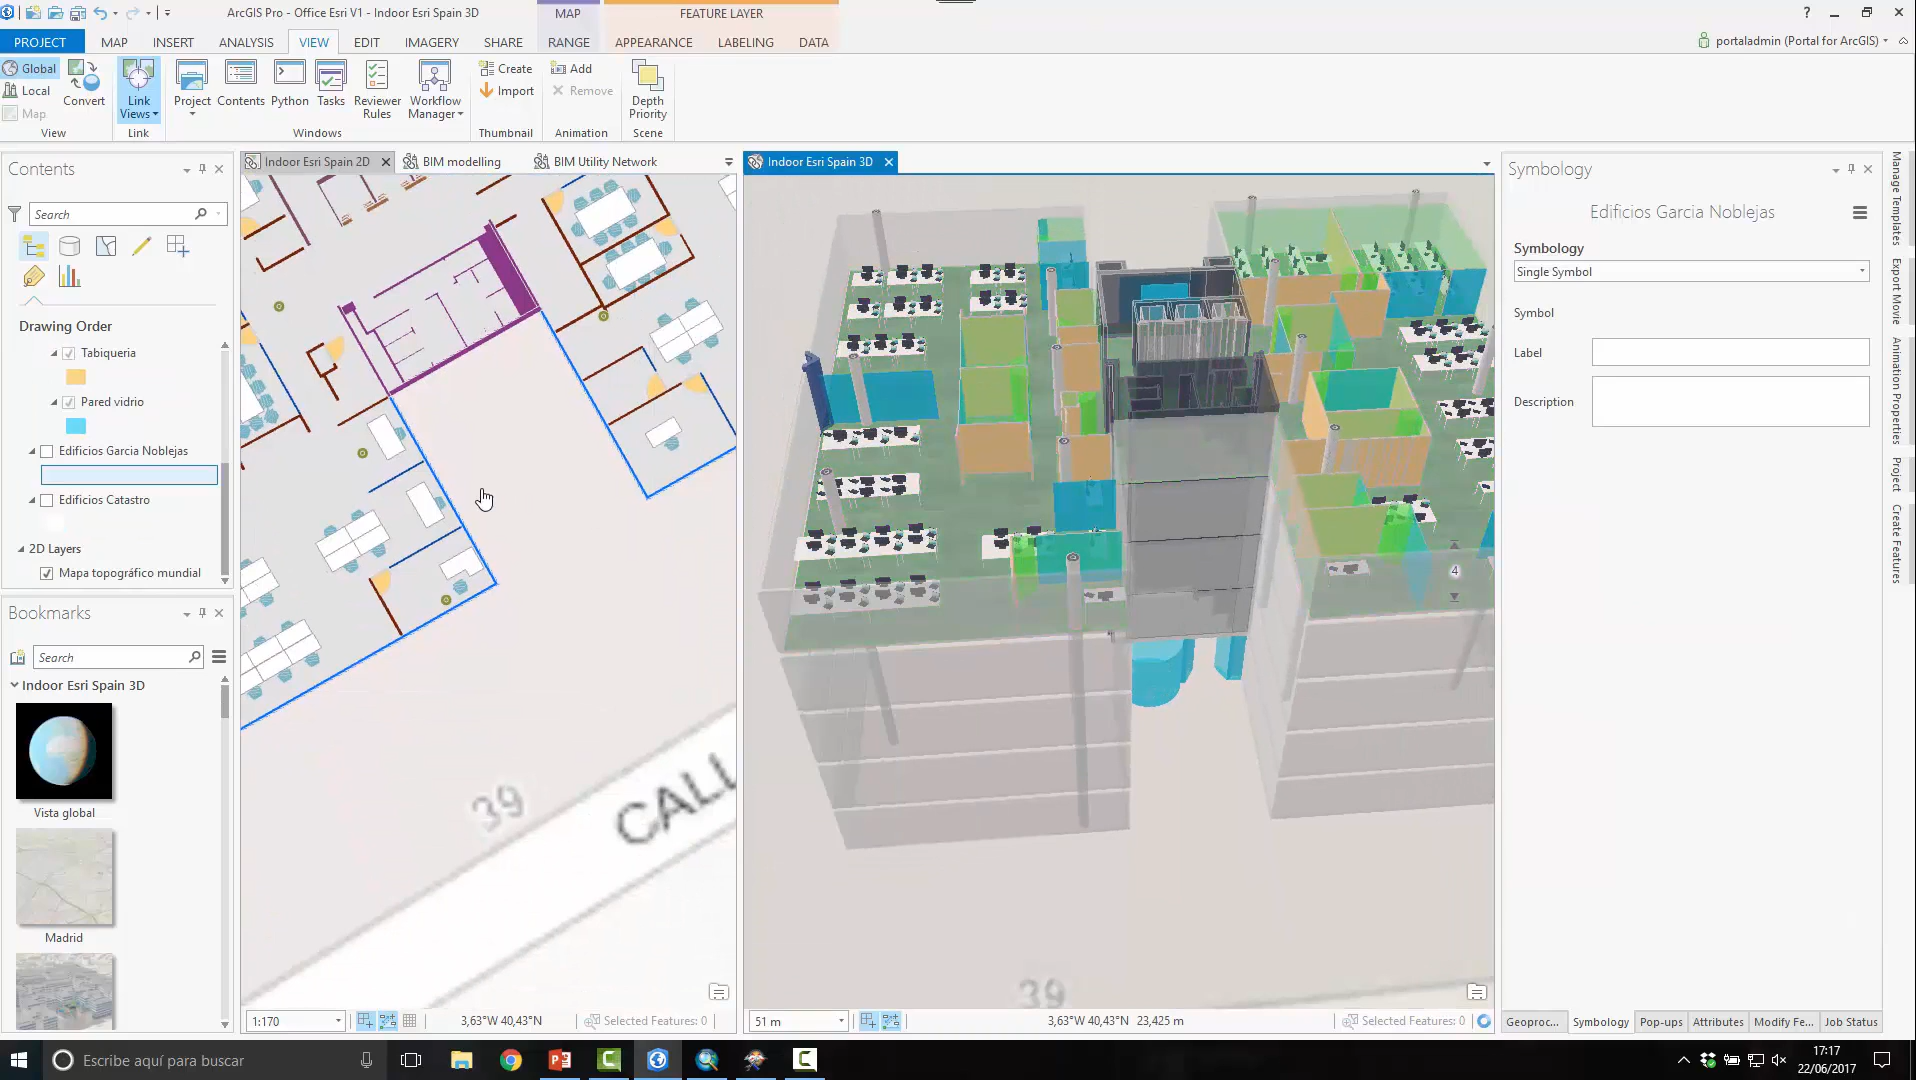 ArcGIS Pro - Office Esri V1 - Indoor Esri Spain 3D
MAP
FEATURE LAYER
?
PROJECT
MAP
INSERT
ANALYSIS
VIEW
EDIT
IMAGERY
SHARE
RANGE
APPEARANCE
LABELING
DATA
portaladmin (Portal for ArcGIS)
Global
Local
Map
Convert
Link
Views
Project
Contents
Python
Tasks
Reviewer
Rules
Workflow
Manager
Create
Import
Add
Remove
Depth
Priority
View
Link
Windows
Thumbnail
Animation
Scene
Contents
Search
Drawing Order
Tabiqueria
Pared vidrio
Edificios Garcia Noblejas
Edificios Catastro
2D Layers
Mapa topográfico mundial
Bookmarks
Search
Indoor Esri Spain 3D
Vista global
Madrid
Indoor Esri Spain 2D
BIM modelling
BIM Utility Network
39
CALL
1:170
3,63°W 40,43°N
Selected Features: 0
Indoor Esri Spain 3D
4
39
51 m
3,63°W 40,43°N 23,425 m
Selected Features: 0
Symbology
Edificios Garcia Noblejas
Symbology
Single Symbol
Symbol
Label
Description
Geoproc...
Symbology
Pop-ups
Attributes
Modify Fe...
Job Status
Manage Templates
Export Movie
Animation Properties
Project
Create Features
Escribe aquí para buscar
17:17
22/06/2017